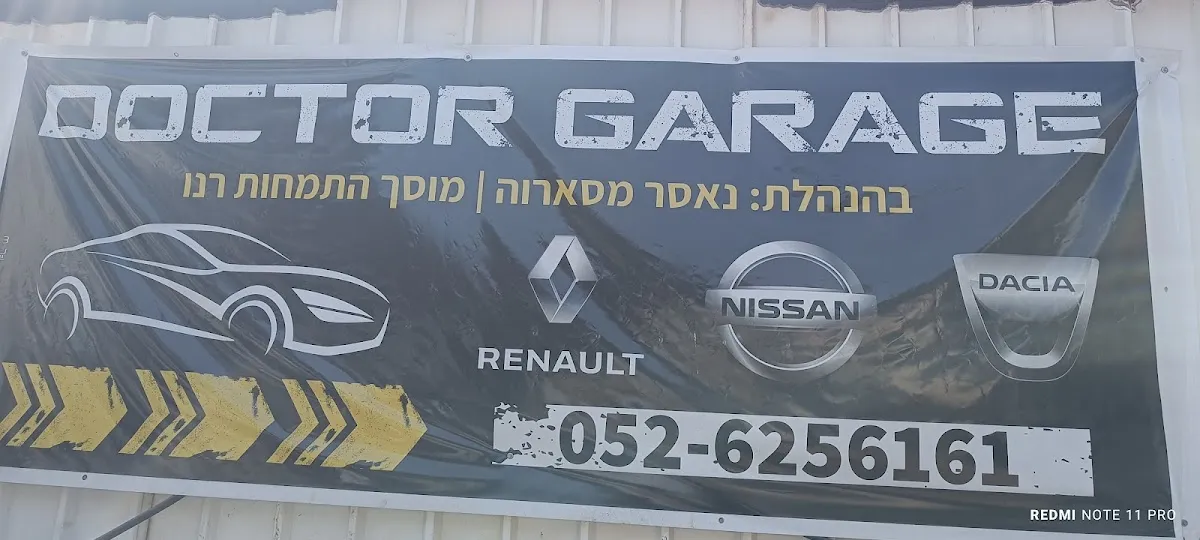 DOCTOR GARAGE
בהנהלת: נאסר מסארוה | מוסך התמחות רנו
RENAULT
NISSAN
DACIA
052-6256161
REDMI NOTE 11 PRO